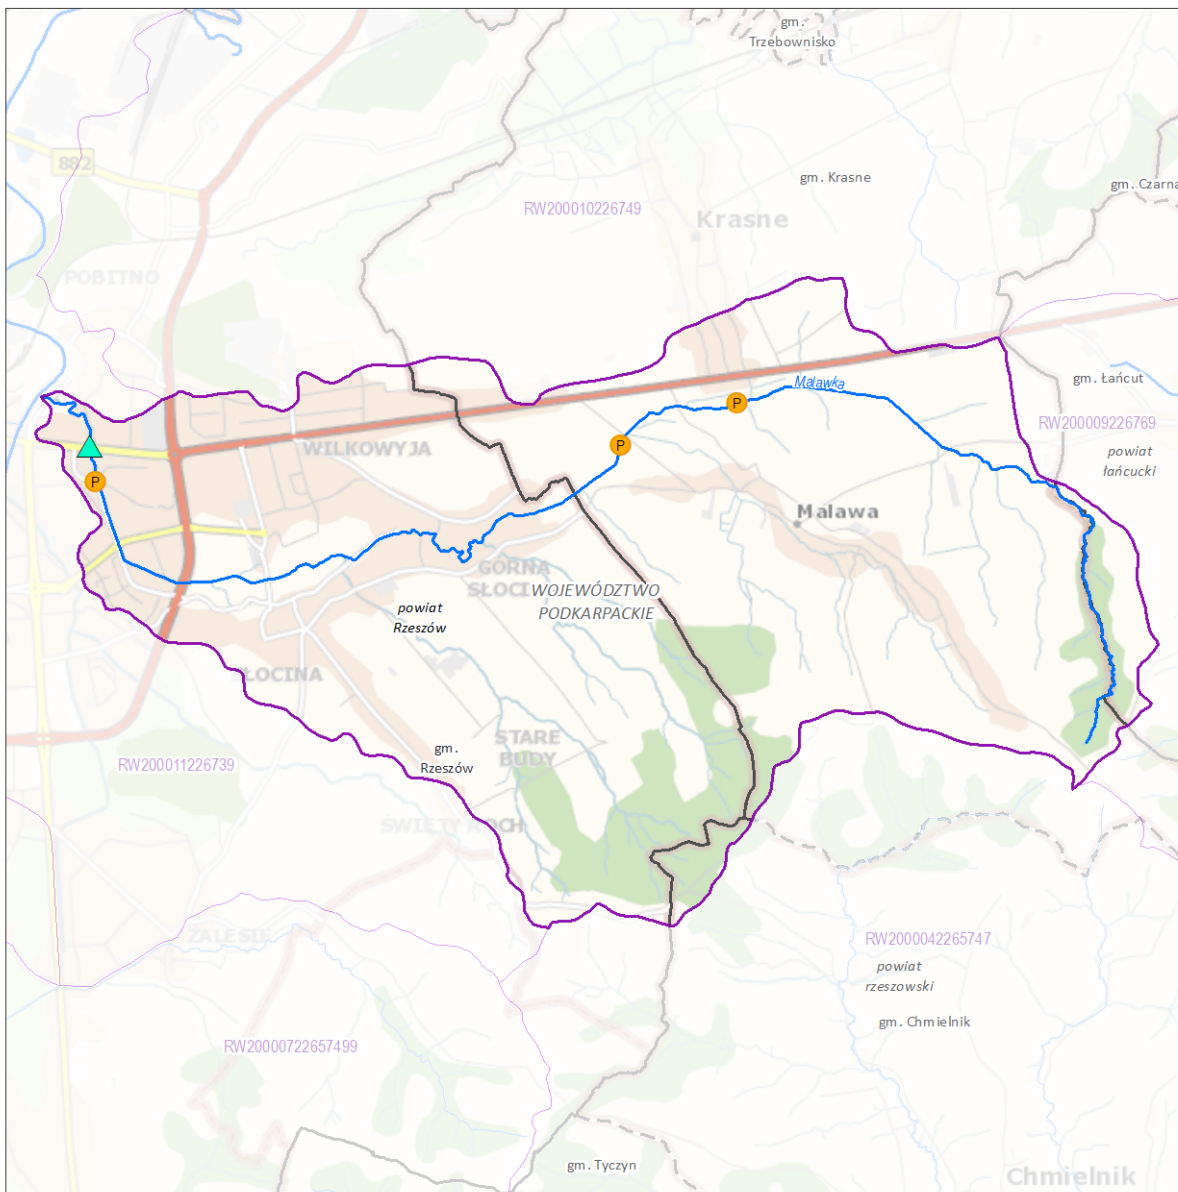 gm.
Trzebownisko
882
gm. Krasne
gm. Czarna
RW200010226749
Krasne
POBITNO
Malawka
gm. Łańcut
RW200009226769
powiat
łańcucki
WILKOWYJA
P
P
P
Malawa
GÓRNA
SŁOCINA
WOJEWÓDZTWO
PODKARPACKIE
powiat
Rzeszów
SŁOCINA
STARE
BUDY
gm.
Rzeszów
RW200011226739
ŚWIĘTY ROCH
ZALESIE
RW2000042265747
powiat
rzeszowski
gm. Chmielnik
RW20000722657499
gm. Tyczyn
Chmielnik